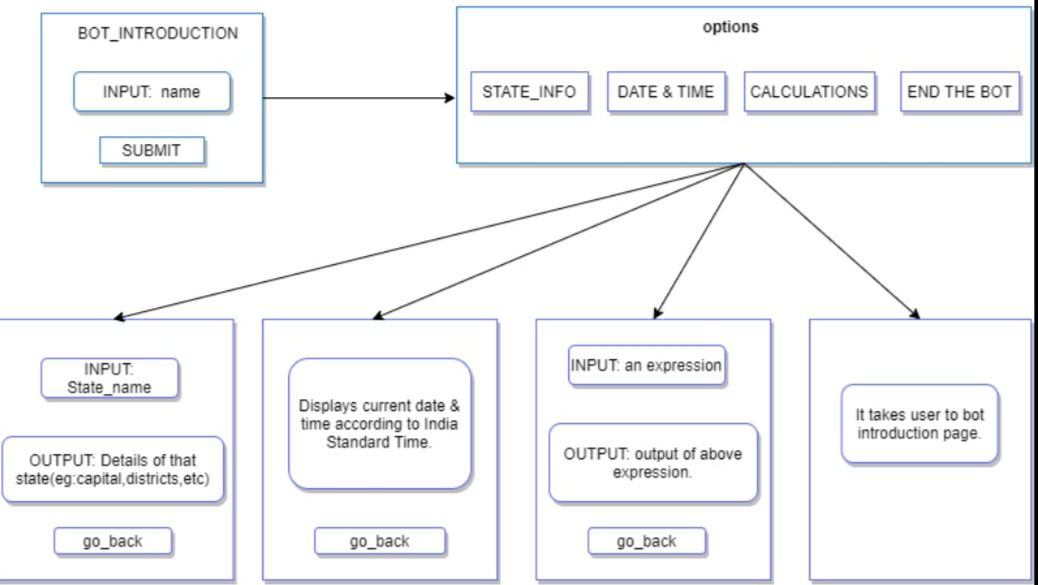 BOT_INTRODUCTION
INPUT: name
SUBMIT
options
STATE_INFO
DATE & TIME
CALCULATIONS
END THE BOT
INPUT:
State_name
OUTPUT: Details of that
state(eg:capital,districts,etc)
go_back
Displays current date &
time according to India
Standard Time.
go_back
INPUT: an expression
OUTPUT: output of above
expression.
go_back
It takes user to bot
introduction page.